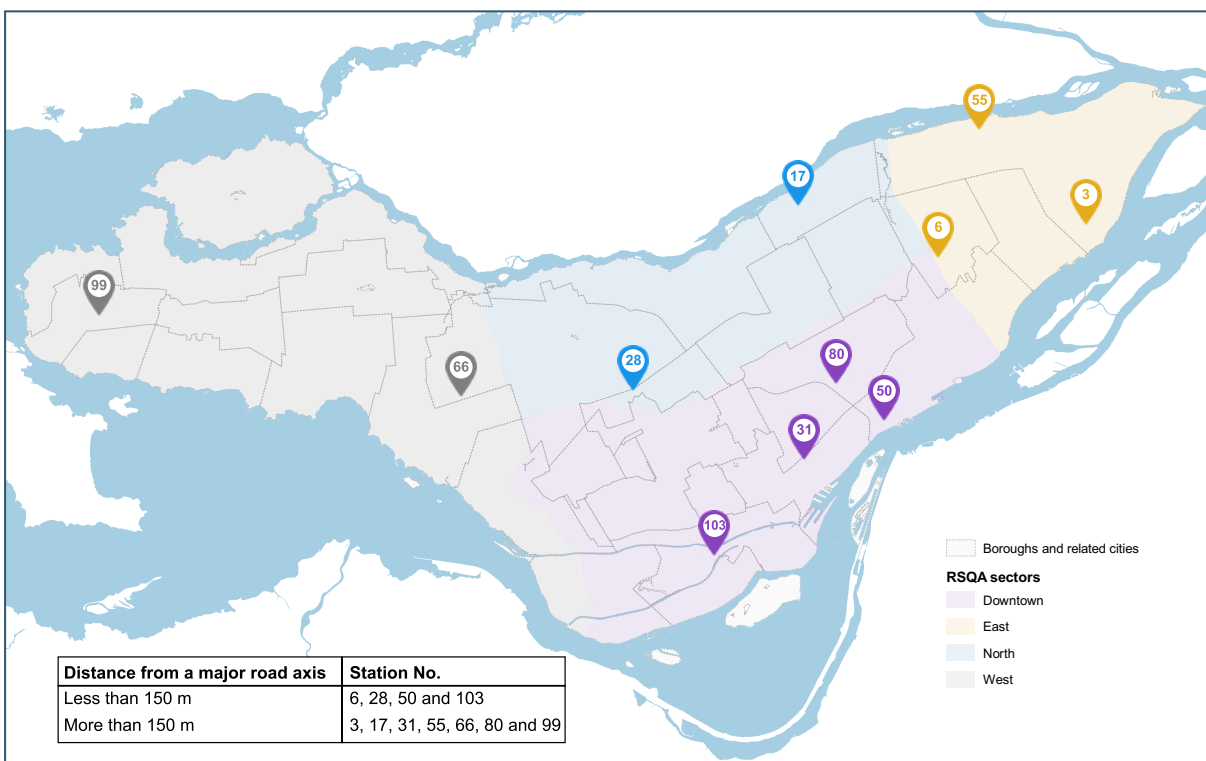 55
17
3
6
99
28
66
80
50
31
103
Boroughs and related cities
RSQA sectors
Downtown
East
North
West
Distance from a major road axis Station No.
Less than 150 m 6, 28, 50 and 103
More than 150 m 3, 17, 31, 55, 66, 80 and 99